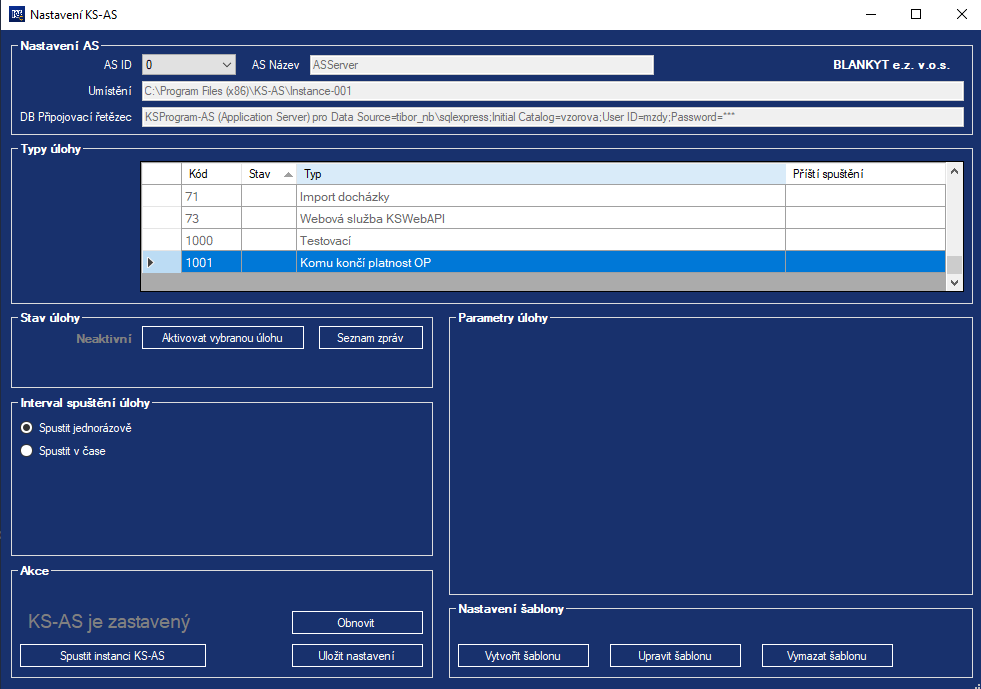 Nastavení KS-AS
Nastavení AS
AS ID 0 AS Název ASServer BLANKYT e.z. v.o.s.
Umístění C:\Program Files (x86)\KS-AS\Instance-001
DB Připojovací řetězec KSProgram-AS (Application Server) pro Data Source=tibor_nb\sqlexpress;Initial Catalog=vzorova;User ID=mzdy;Password=***
Typy úlohy
Kód Stav Typ Příští spuštění
71 Import docházky
73 Webová služba KSWebAPI
1000 Testovací
1001 Komu končí platnost OP
Stav úlohy
Neaktivní Aktivovat vybranou úlohu Seznam zpráv
Parametry úlohy
Interval spuštění úlohy
Spustit jednorázově
Spustit v čase
Akce
KS-AS je zastavený Obnovit
Spustit instanci KS-AS Uložit nastavení
Nastavení šablony
Vytvořit šablonu Upravit šablonu Vymazat šablonu